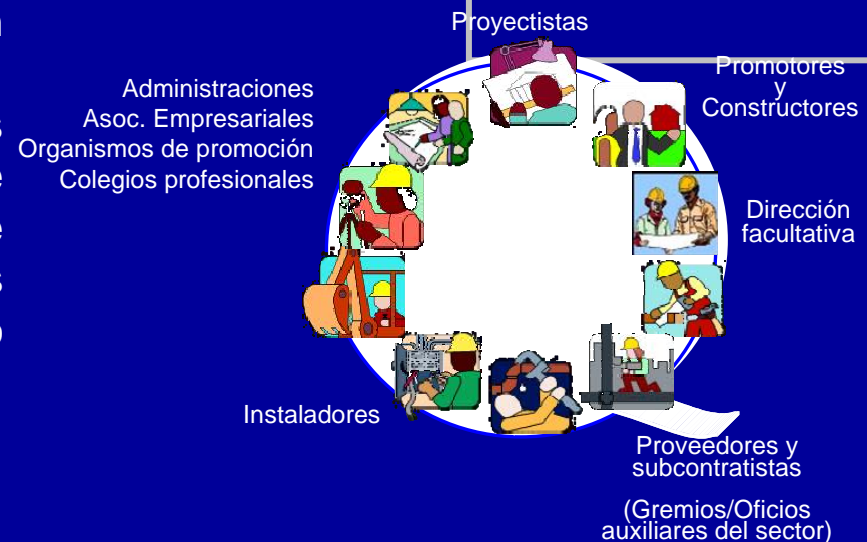 Proyectistas
Promotores
y
Constructores
Administraciones
Asoc. Empresariales
Organismos de promoción
Colegios profesionales
Dirección
facultativa
Instaladores
Proveedores y
subcontratistas
(Gremios/Oficios
auxiliares del sector)